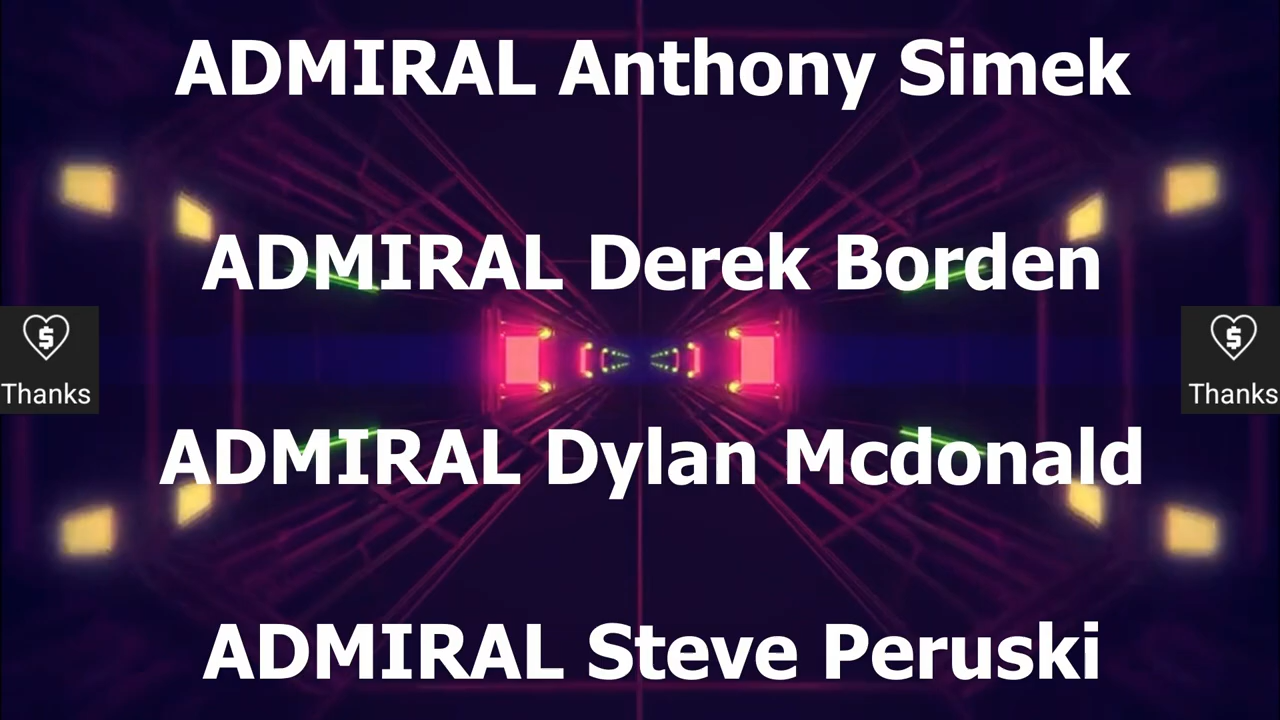 ADMIRAL Anthony Simek
ADMIRAL Derek Borden
$
Thanks
$
Thanks
ADMIRAL Dylan Mcdonald
ADMIRAL Steve Peruski